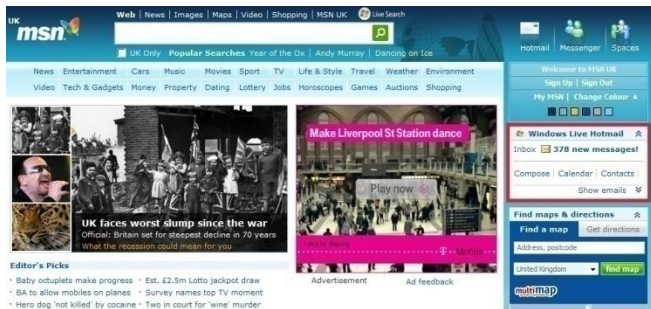 UK
msn
Web | News | Images | Maps | Video | Shopping | MSN UK Live Search
UK Only Popular Searches Year of the Ox | Andy Murray | Dancing on Ice
Hotmail Messenger Spaces
News Entertainment Cars Music Movies Sport TV Life & Style Travel Weather Environment
Video Tech & Gadgets Money Property Dating Lottery Jobs Horoscopes Games Auctions Shopping
Welcome to MSN UK
Sign Up | Sign Out
My MSN | Change Colour
UK faces worst slump since the war
Official: Britain set for steepest decline in 70 years
What the recession could mean for you
Make Liverpool St Station dance
Play now
Life's for Sharing
T Mobile
Advertisement Ad feedback
Windows Live Hotmail
Inbox 378 new messages!
Compose Calendar Contacts
Show emails
Find maps & directions
Find a map Get directions
Address, postcode
United Kingdom find map
multimap
Editor's Picks
Baby octuplets make progress
Est. £2.5m Lotto jackpot draw
BA to allow mobiles on planes
Survey names top TV moment
Hero dog 'not killed' by cocaine
Two in court for 'wine' murder